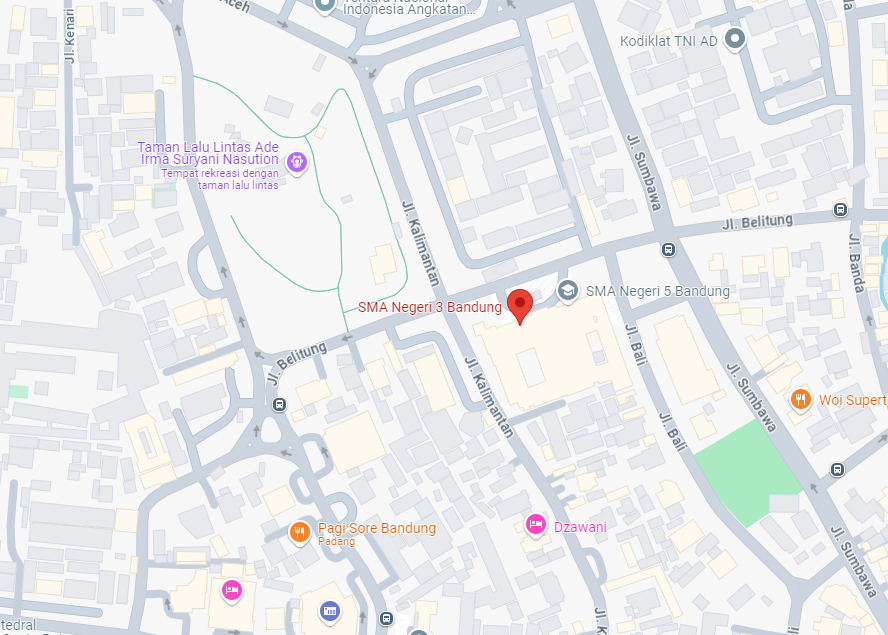 Aceh
Nasional
Indonesia Angkatan...
Jl. Kenari
Kodiklat TNI AD
Taman Lalu Lintas Ade
Irma Suryani Nasution
Tempat rekreasi dengan
taman lalu lintas
Jl. Sumbawa
Jl. Kalimantan
Jl. Belitung
Jl. Banda
SMA Negeri 5 Bandung
SMA Negeri 3 Bandung
Jl. Bali
Jl. Belitung
Jl. Kalimantan
Jl. Sumbawa
Woi Supert
Jl. Bali
Pagi Sore Bandung
Padang
Dzawani
Jl. Sumbawa
Jl. K
tedral